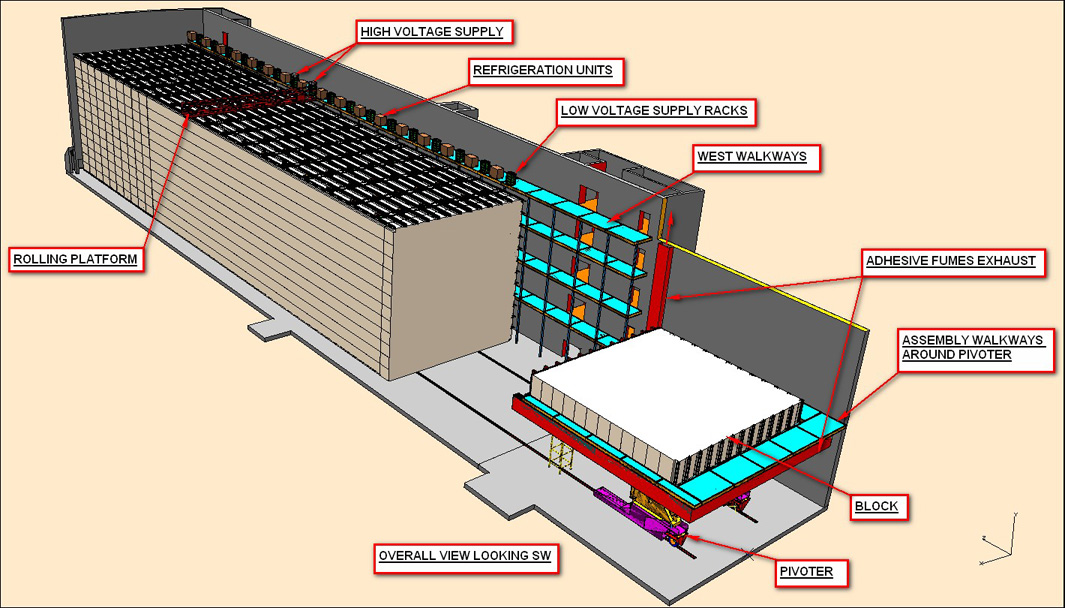 HIGH VOLTAGE SUPPLY
REFRIGERATION UNITS
LOW VOLTAGE SUPPLY RACKS
WEST WALKWAYS
ROLLING PLATFORM
ADHESIVE FUMES EXHAUST
ASSEMBLY WALKWAYS
AROUND PIVOTER
BLOCK
OVERALL VIEW LOOKING SW
PIVOTER